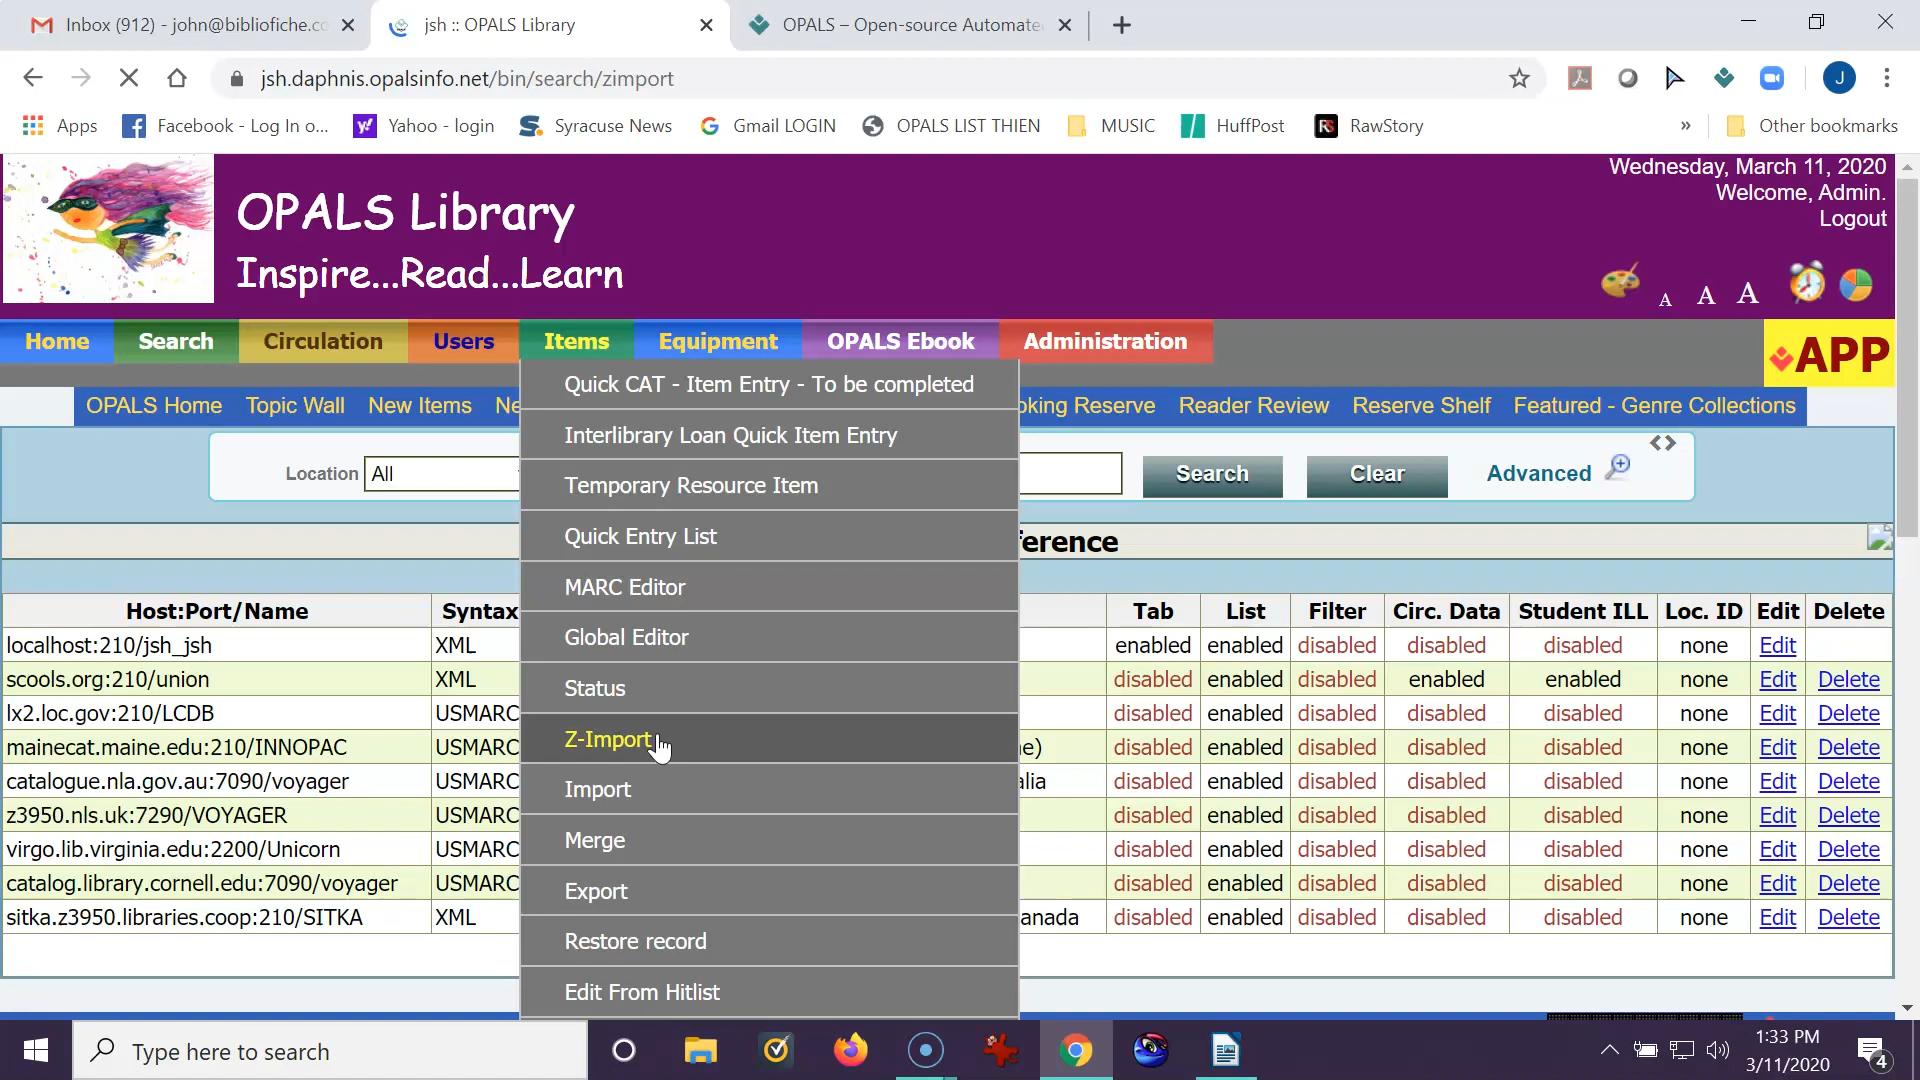 Inbox (912) - john@bibliofiche.co
jsh :: OPALS Library
OPALS – Open-source Automate
jsh.daphnis.opalsinfo.net/bin/search/zimport
J
Apps
Facebook - Log In o...
Yahoo - login
Syracuse News
Gmail LOGIN
OPALS LIST THIEN
MUSIC
HuffPost
RawStory
»
Other bookmarks
Wednesday, March 11, 2020
Welcome, Admin.
Logout
OPALS Library
Inspire...Read...Learn
A A A
Home Search Circulation Users Items Equipment OPALS Ebook Administration
APP
OPALS Home Topic Wall New Items Ne oking Reserve Reader Review Reserve Shelf Featured - Genre Collections
Location All Search Clear Advanced
erence
Quick CAT - Item Entry - To be completed
Interlibrary Loan Quick Item Entry
Temporary Resource Item
Quick Entry List
MARC Editor
Global Editor
Status
Z-Import
Import
Merge
Export
Restore record
Edit From Hitlist
Host:Port/Name Syntax Tab List Filter Circ. Data Student ILL Loc. ID Edit Delete
localhost:210/jsh_jsh XML enabled enabled disabled disabled disabled none Edit
scools.org:210/union XML disabled enabled disabled enabled enabled none Edit Delete
lx2.loc.gov:210/LCDB USMARC disabled enabled disabled disabled disabled none Edit Delete
mainecat.maine.edu:210/INNOPAC USMARC ne) disabled enabled disabled disabled disabled none Edit Delete
catalogue.nla.gov.au:7090/voyager USMARC alia disabled enabled disabled disabled disabled none Edit Delete
z3950.nls.uk:7290/VOYAGER USMARC disabled enabled disabled disabled disabled none Edit Delete
virgo.lib.virginia.edu:2200/Unicorn USMARC disabled enabled disabled disabled disabled none Edit Delete
catalog.library.cornell.edu:7090/voyager USMARC disabled enabled disabled disabled disabled none Edit Delete
sitka.z3950.libraries.coop:210/SITKA XML anada disabled enabled disabled disabled disabled none Edit Delete
Type here to search
1:33 PM
3/11/2020
4